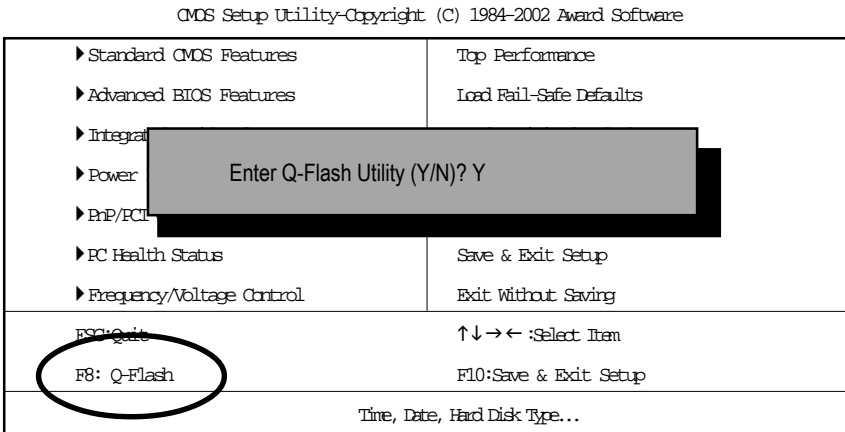 CMOS Setup Utility-Copyright (C) 1984-2002 Award Software
Standard CMOS Features Top Performance
Advanced BIOS Features Load Fail-Safe Defaults
Enter Q-Flash Utility (Y/N)? Y
Power
PnP/PCI
PC Health Status Save & Exit Setup
Frequency/Voltage Control Exit Without Saving
ESC:Quit ↑↓→← :Select Item
F8: Q-Flash F10:Save & Exit Setup
Time, Date, Hard Disk Type...